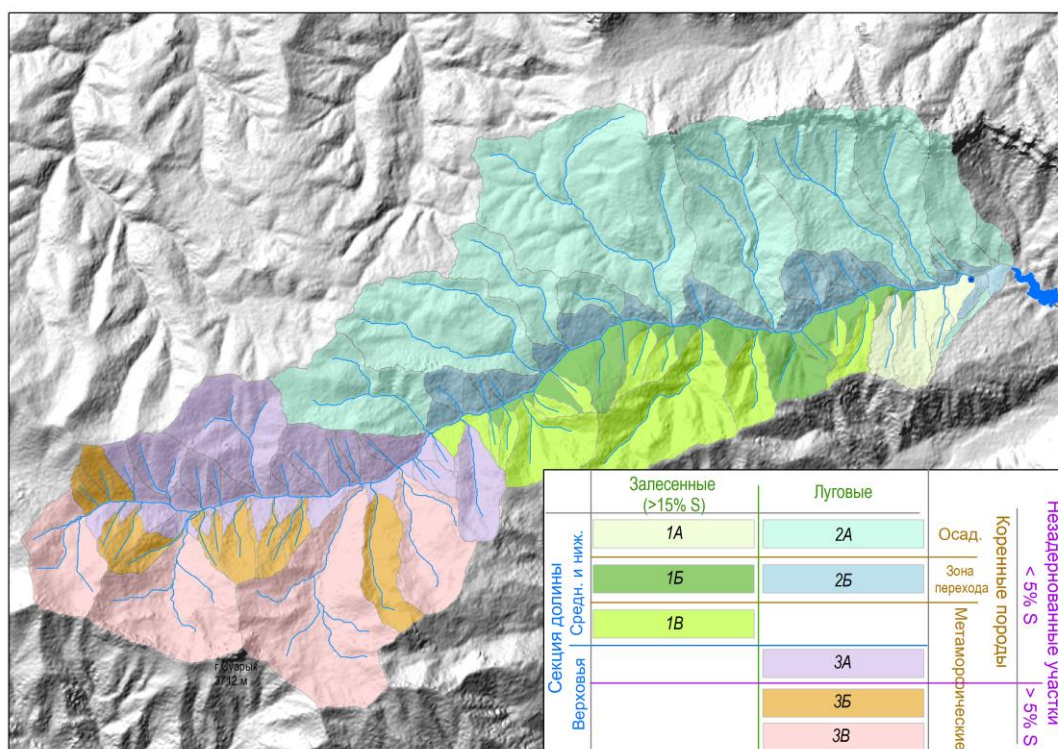 г.Суарык
3712 м
Залесенные
(>15% S)
Луговые
1А
2А
Осад.
1Б
2Б
Зона
перехода
1В
3А
3Б
3В
Секция долины
Средн. и ниж.
Верховья
Метаморфические
Коренные породы
< 5% S
> 5% S
Незадернованные участки